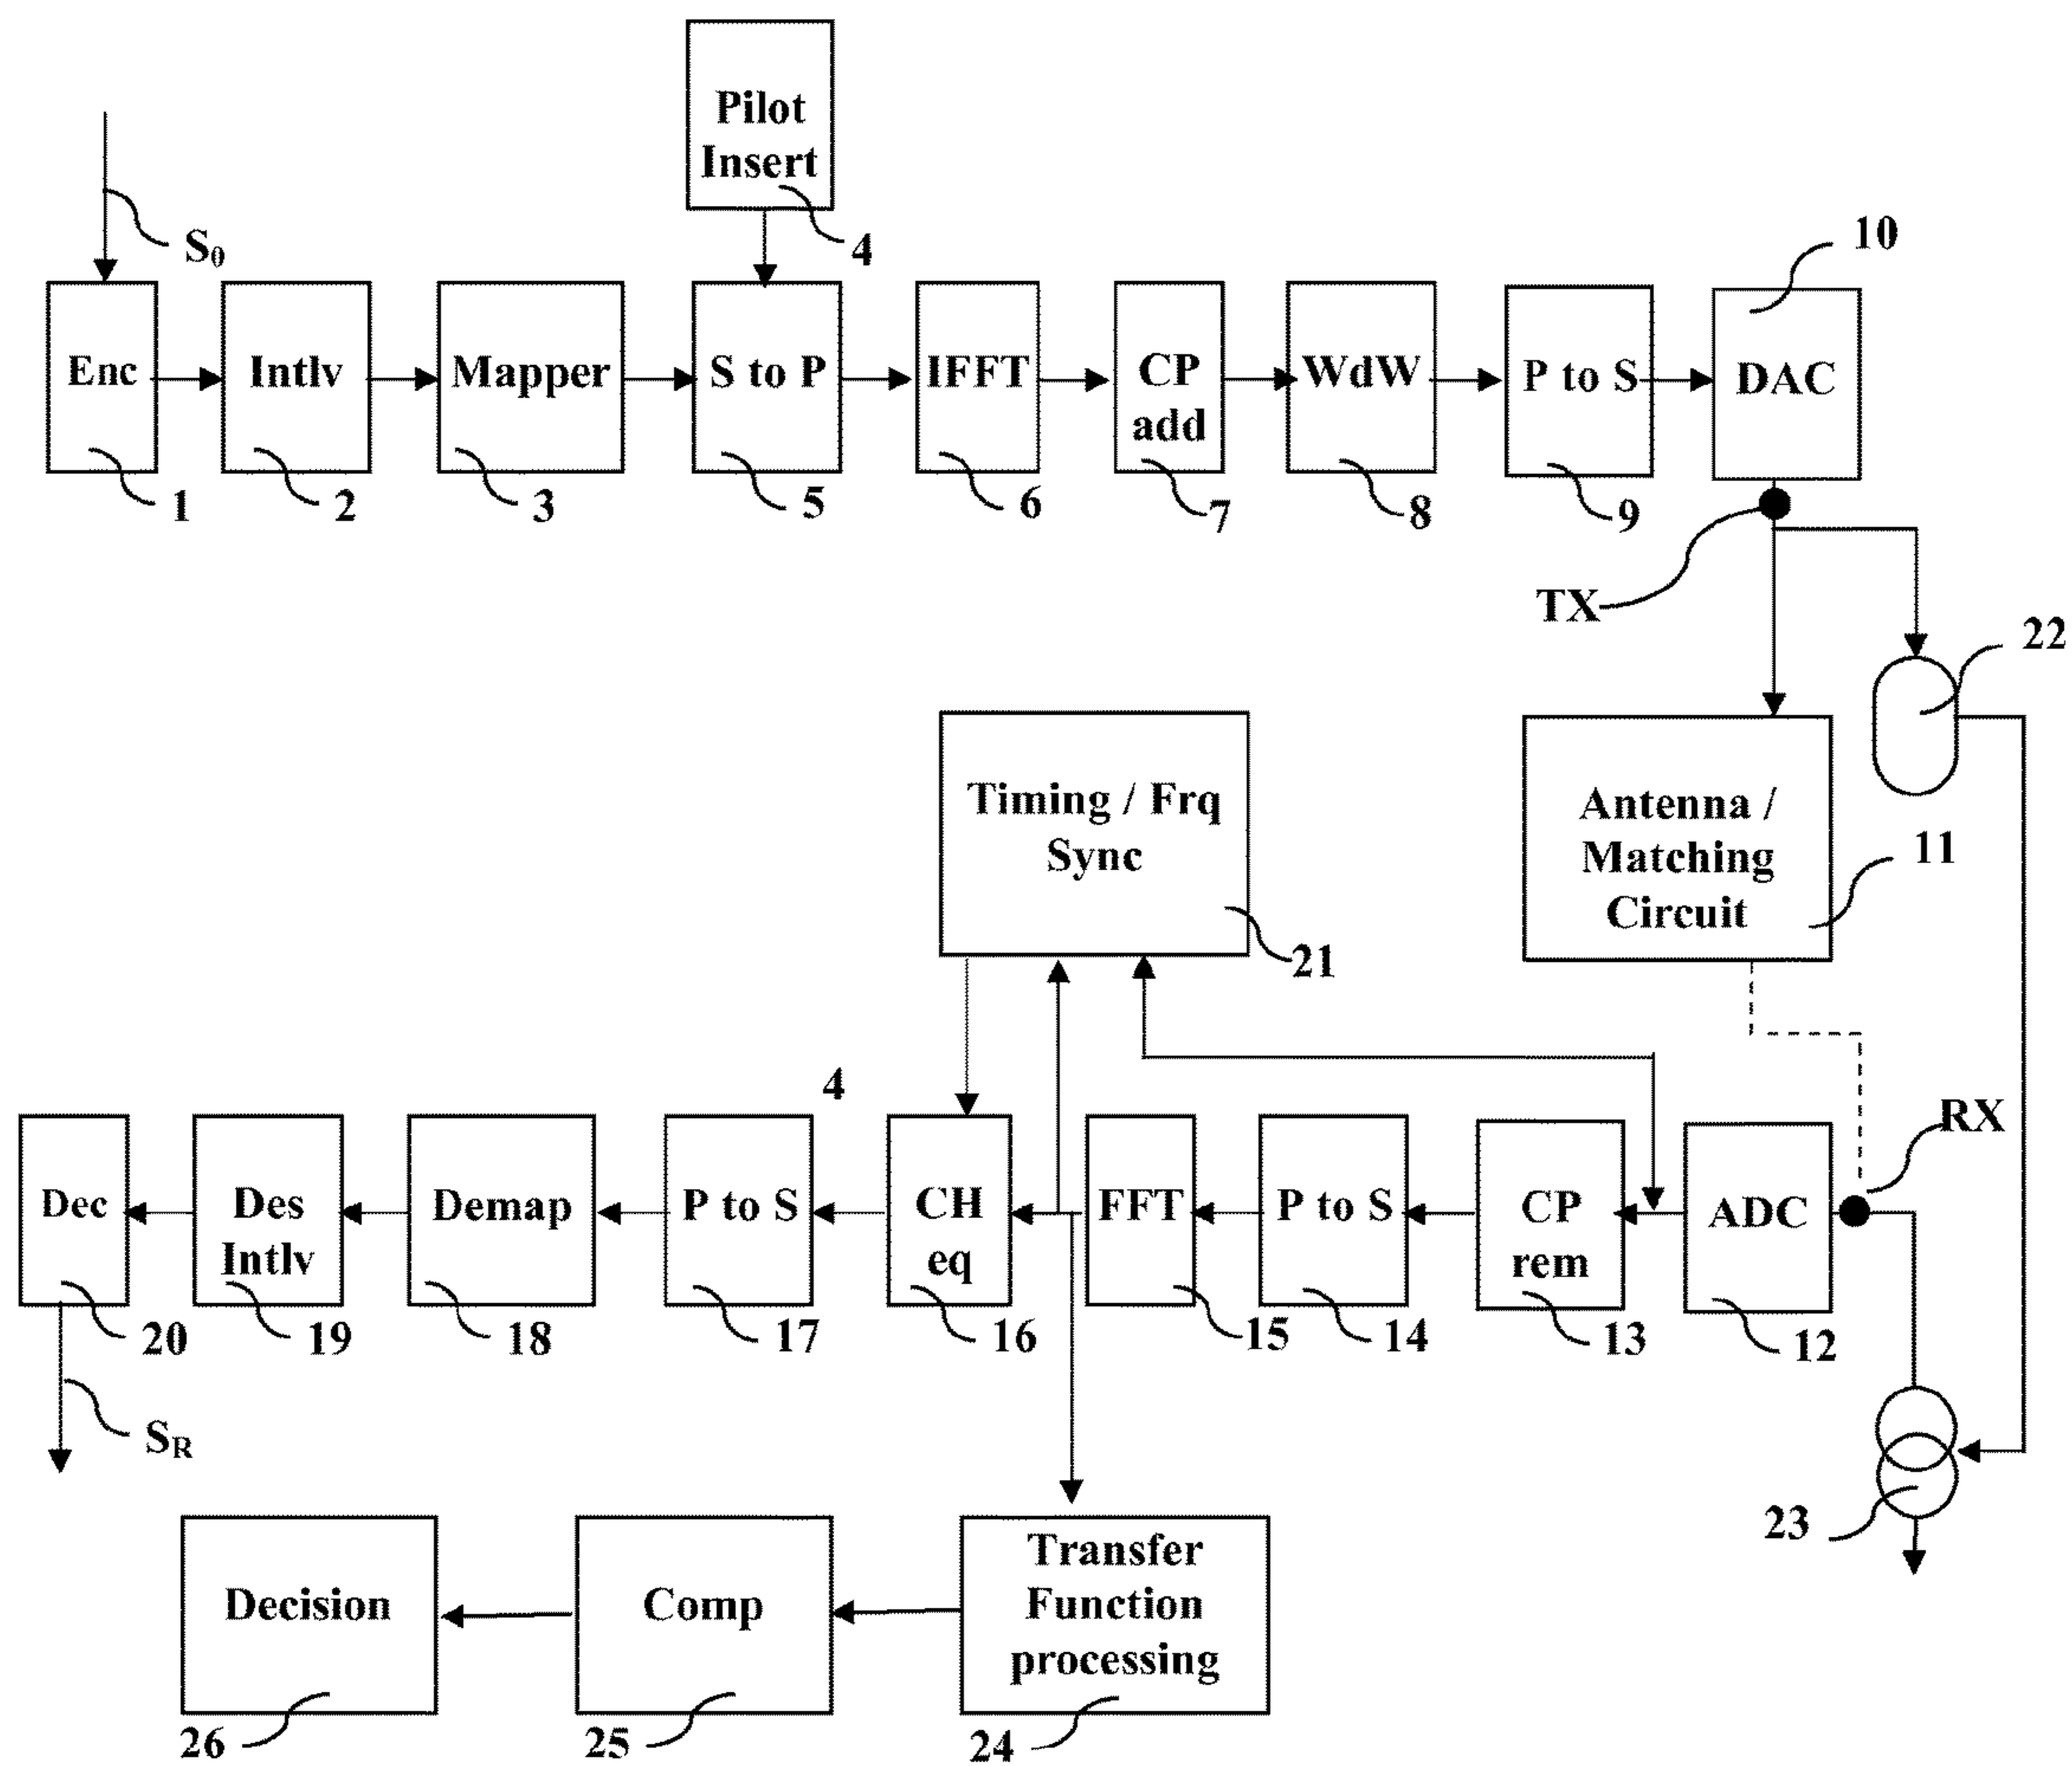 Pilot
Insert
4
S0
10
Enc
Intlv
Mapper
S to P
IFFT
CP
add
WdW
P to S
DAC
1
2
3
5
6
7
8
9
TX
22
Timing / Frq
Sync
21
Antenna /
Matching
Circuit
11
4
RX
Dec
Des
Intlv
Demap
P to S
CH
eq
FFT
P to S
CP
rem
ADC
20
19
18
17
16
15
14
13
12
SR
23
Decision
Comp
Transfer
Function
processing
26
25
24